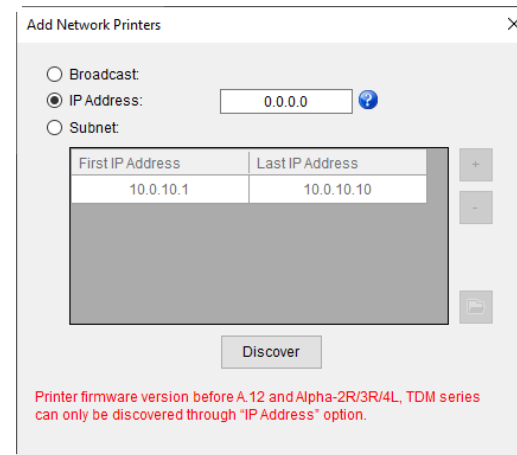 Add Network Printers
Broadcast:
IP Address: 0.0.0.0
Subnet:
First IP Address Last IP Address
10.0.10.1 10.0.10.10
+
-
Discover
Printer firmware version before A.12 and Alpha-2R/3R/4L, TDM series
can only be discovered through “IP Address” option.